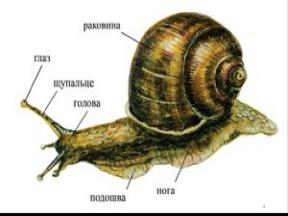 раковина
глаз
щупальце
голова
подошва
нога